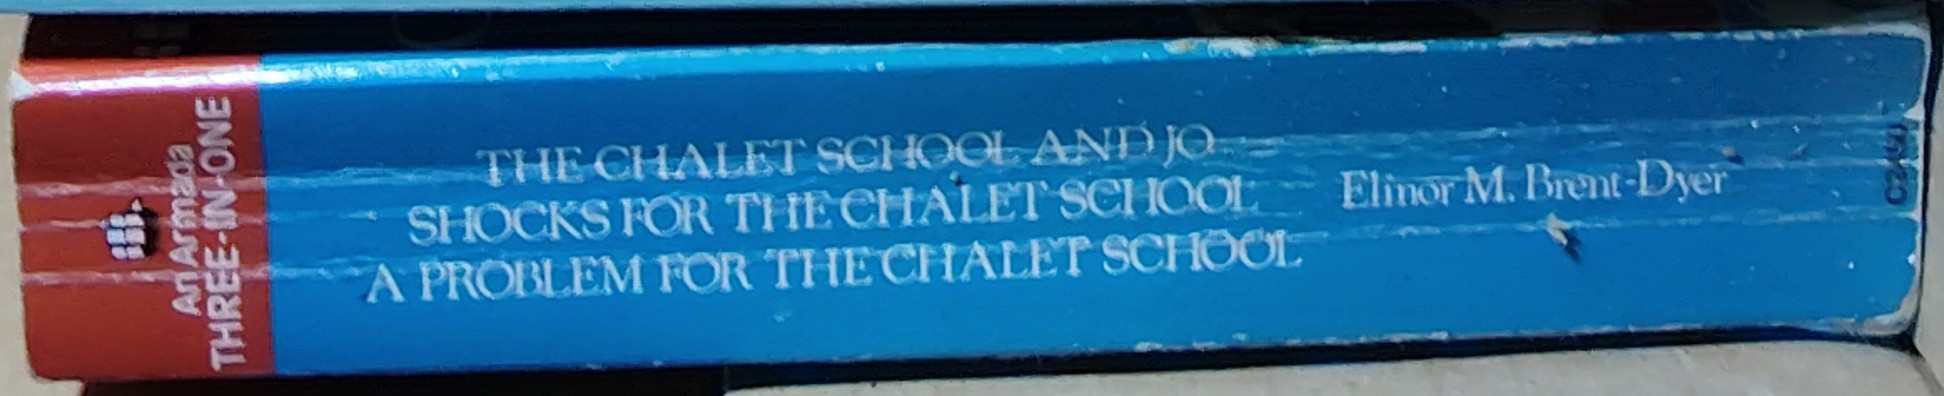 An Armada
THREE-IN-ONE
THE CHALET SCHOOL AND JO
SHOCKS FOR THE CHALET SCHOOL
A PROBLEM FOR THE CHALET SCHOOL
Elinor M. Brent-Dyer